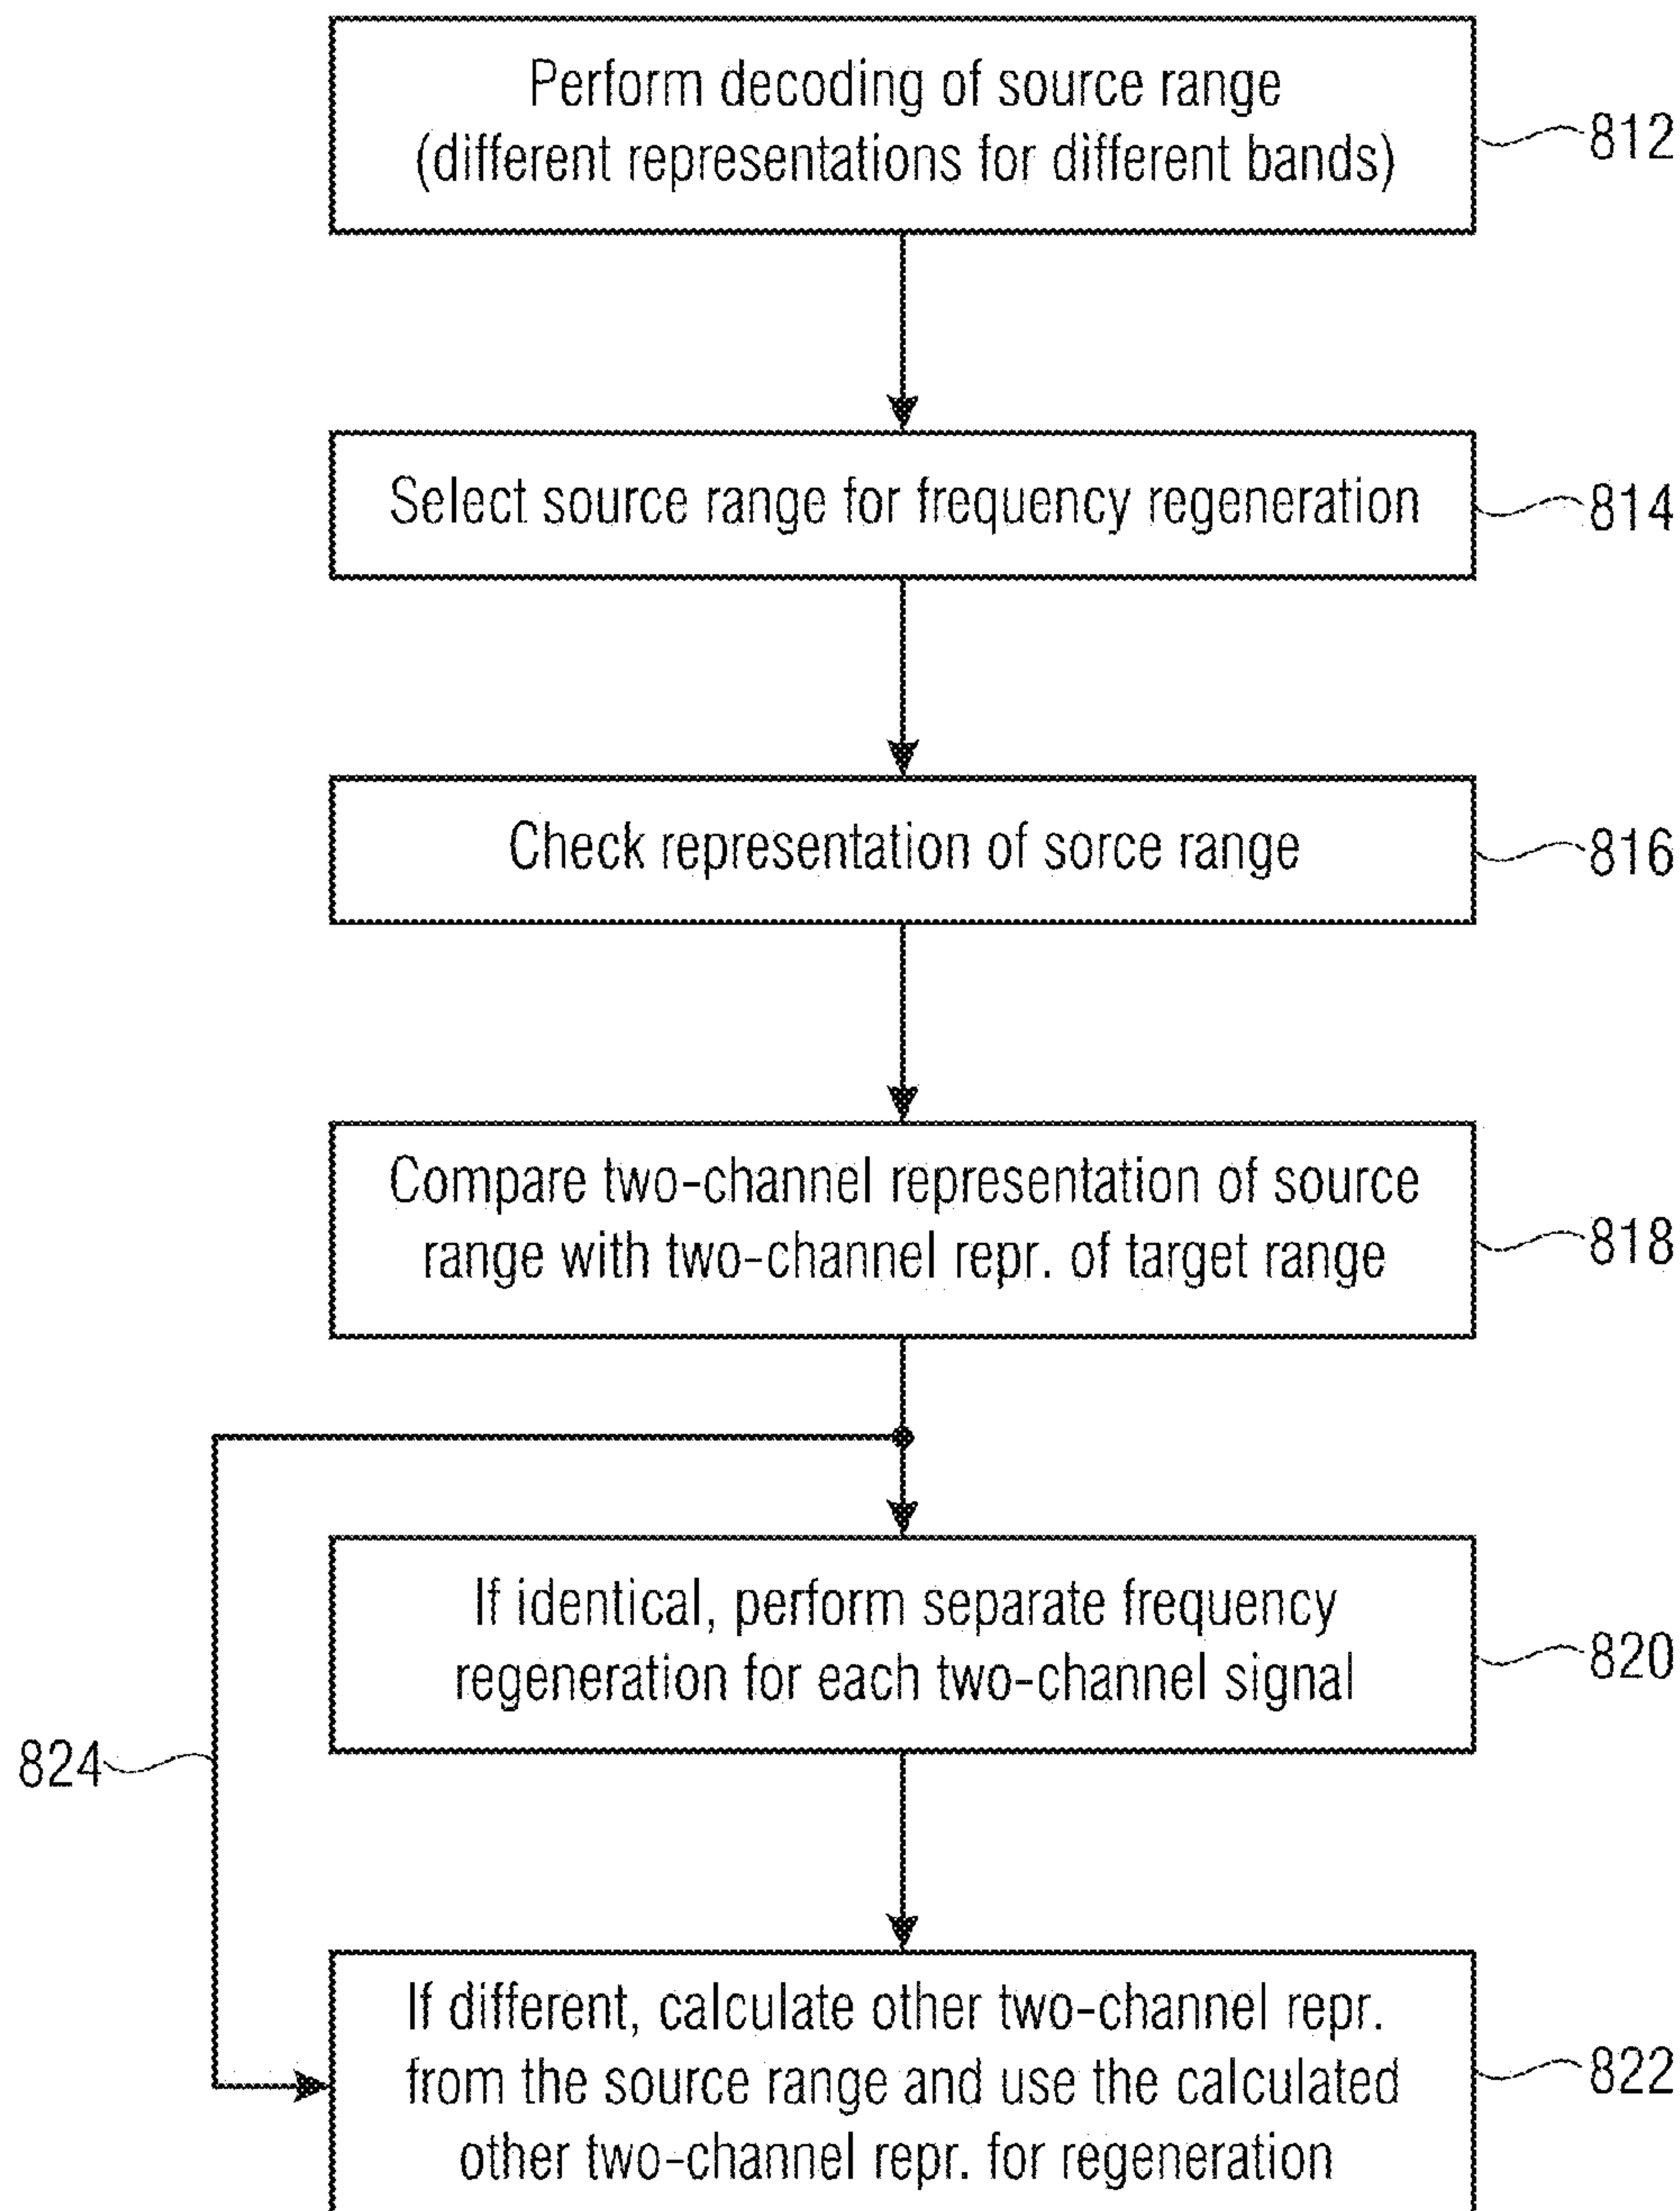 Perform decoding of source range
(different representations for different bands)
812
Select source range for frequency regeneration
814
Check representation of sorce range
816
Compare two-channel representation of source
range with two-channel repr. of target range
818
If identical, perform separate frequency
regeneration for each two-channel signal
820
824
If different, calculate other two-channel repr.
from the source range and use the calculated
other two-channel repr. for regeneration
822